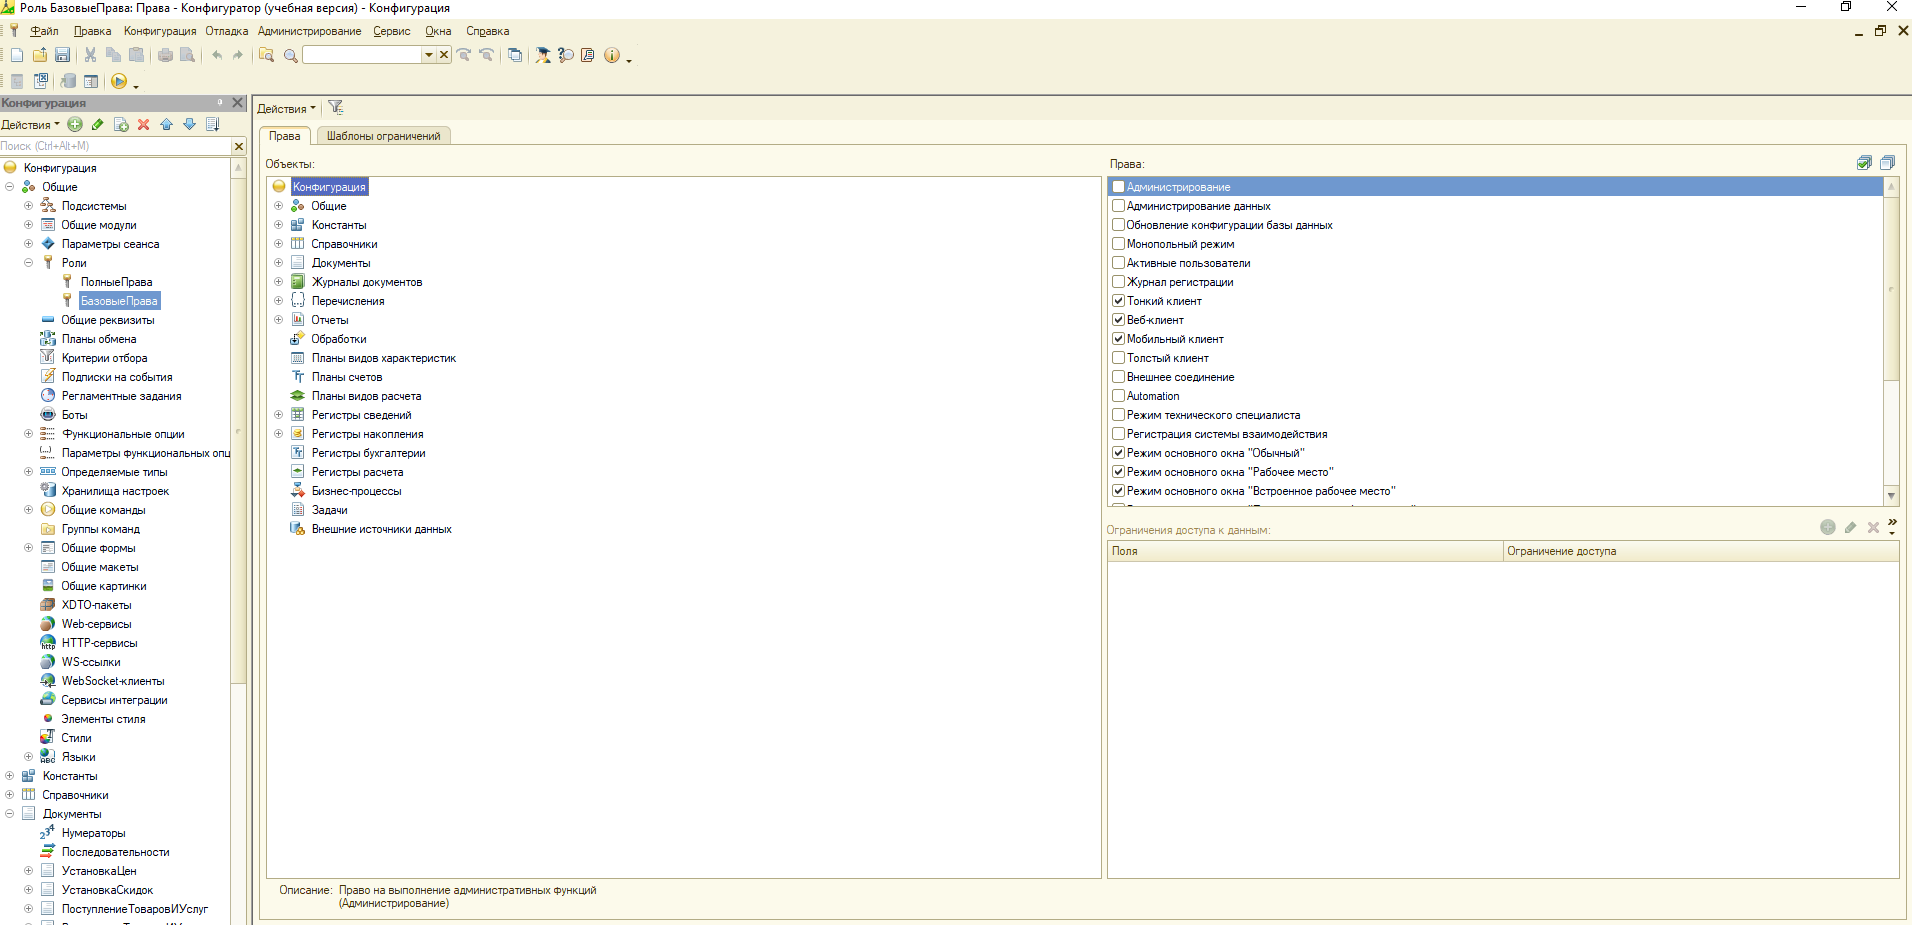 Роль БазовыеПрава: Права - Конфигуратор (учебная версия) - Конфигурация
Файл Правка Конфигурация Отладка Администрирование Сервис Окна Справка
Конфигурация
Действия
Поиск (Ctrl+Alt+M)
Конфигурация
Общие
Подсистемы
Общие модули
Параметры сеанса
Роли
ПолныеПрава
БазовыеПрава
Общие реквизиты
Планы обмена
Критерии отбора
Подписки на события
Регламентные задания
Боты
Функциональные опции
Параметры функциональных опц
Определяемые типы
Хранилища настроек
Общие команды
Группы команд
Общие формы
Общие макеты
Общие картинки
XDTO-пакеты
Web-сервисы
HTTP-сервисы
WS-ссылки
WebSocket-клиенты
Сервисы интеграции
Элементы стиля
Стили
Языки
Константы
Справочники
Документы
Нумераторы
Последовательности
УстановкаЦен
УстановкаСкидок
ПоступлениеТоваровИУслуг
Действия
Права Шаблоны ограничений
Объекты:
Конфигурация
Общие
Константы
Справочники
Документы
Журналы документов
Перечисления
Отчеты
Обработки
Планы видов характеристик
Планы счетов
Планы видов расчета
Регистры сведений
Регистры накопления
Регистры бухгалтерии
Регистры расчета
Бизнес-процессы
Задачи
Внешние источники данных
Права:
Администрирование
Администрирование данных
Обновление конфигурации базы данных
Монопольный режим
Активные пользователи
Журнал регистрации
Тонкий клиент
Веб-клиент
Мобильный клиент
Толстый клиент
Внешнее соединение
Automation
Режим технического специалиста
Регистрация системы взаимодействия
Режим основного окна "Обычный"
Режим основного окна "Рабочее место"
Режим основного окна "Встроенное рабочее место"
Ограничения доступа к данным:
Поля Ограничение доступа
Описание: Право на выполнение административных функций
(Администрирование)